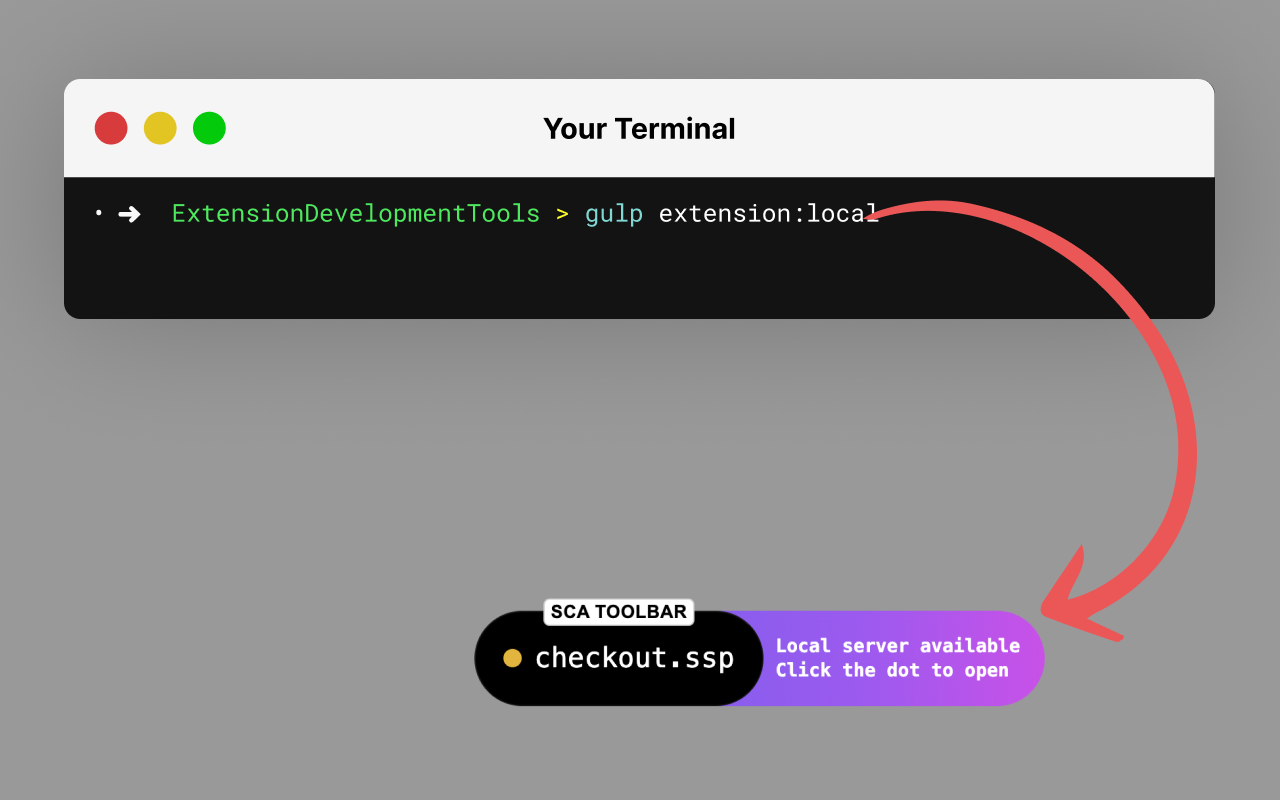 Your Terminal
• ➜ ExtensionDevelopmentTools > gulp extension:local
SCA TOOLBAR
checkout.ssp
Local server available
Click the dot to open